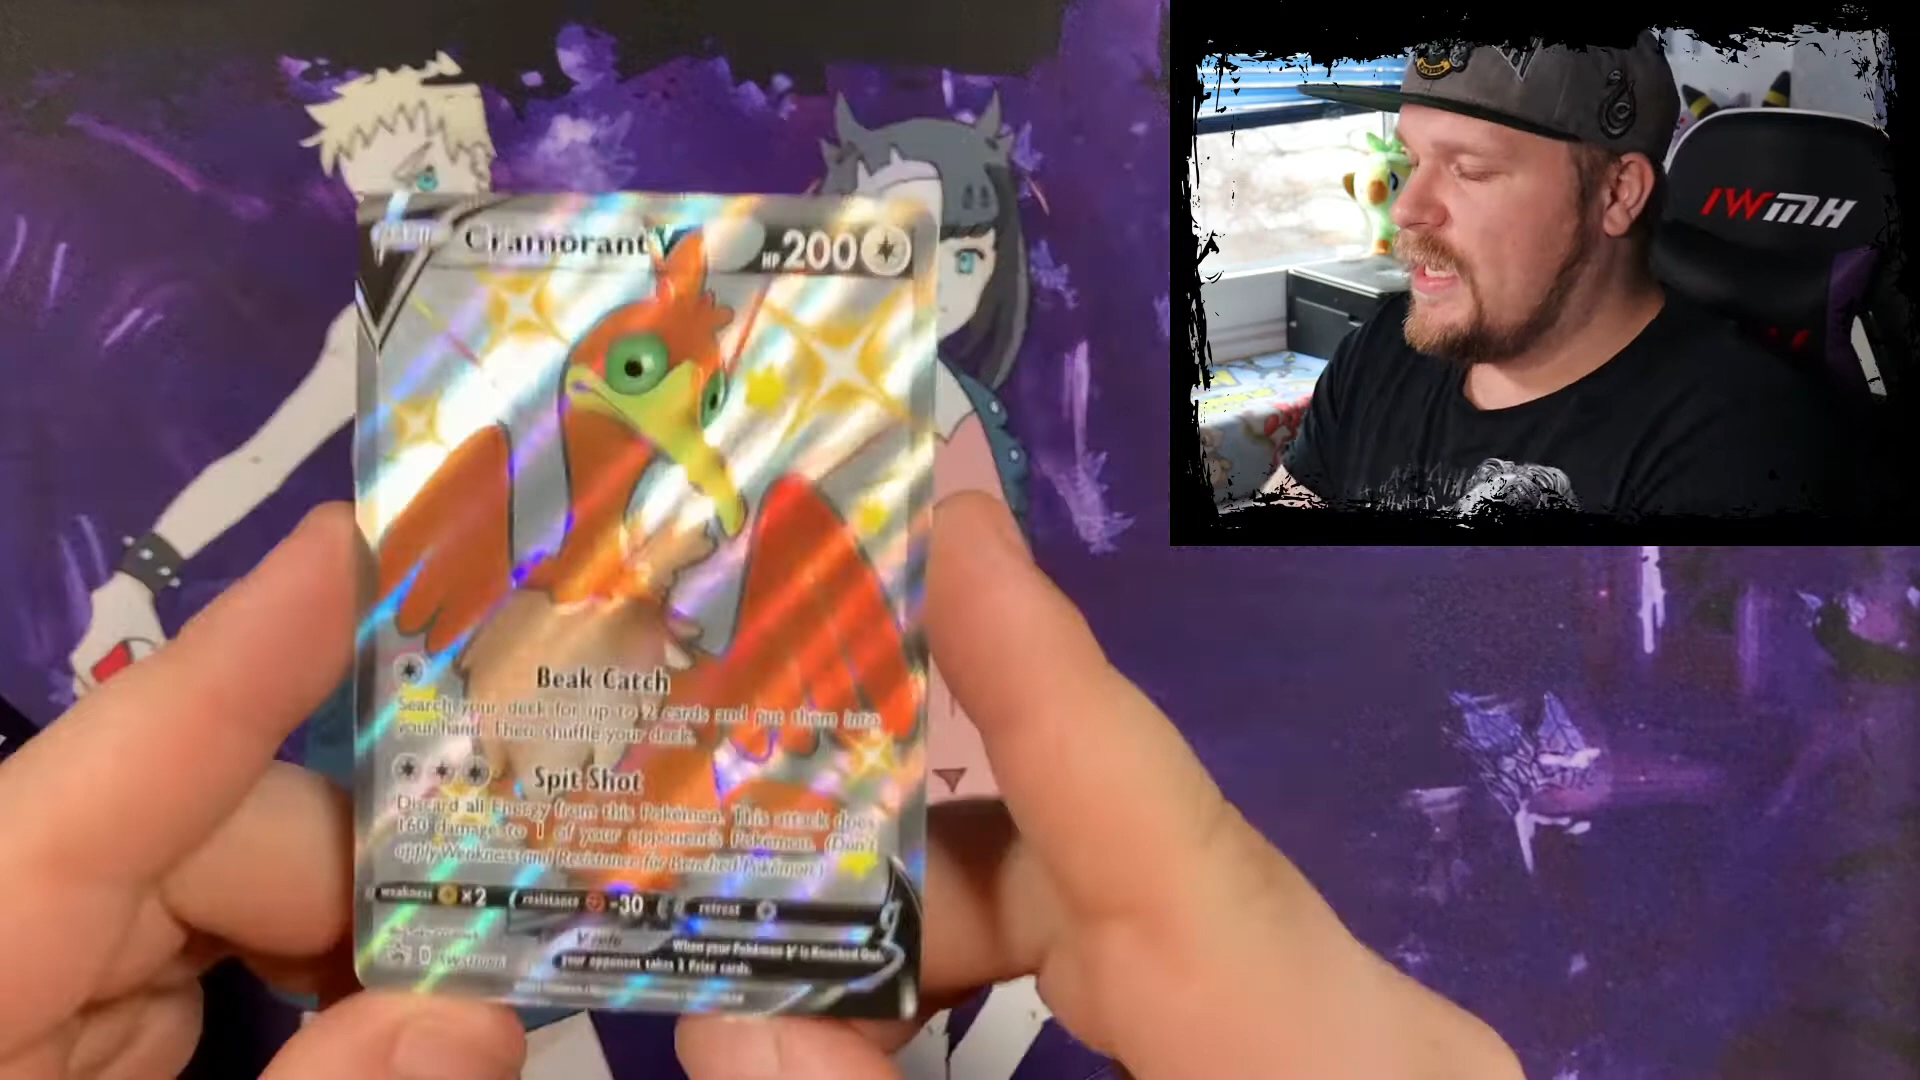 Cramorant V HP 200
IWMH
Beak Catch
Search your deck for up to 2 cards and put them into
your hand. Then, shuffle your deck.
Spit Shot
Discard all Energy from this Pokémon. This attack does
160 damage to 1 of your opponent's Pokémon. (Don't
apply Weakness and Resistance for Benched Pokémon.)
weakness ×2 resistance -30 retreat
V rule When your Pokémon V is Knocked Out,
your opponent takes 2 Prize cards.
D